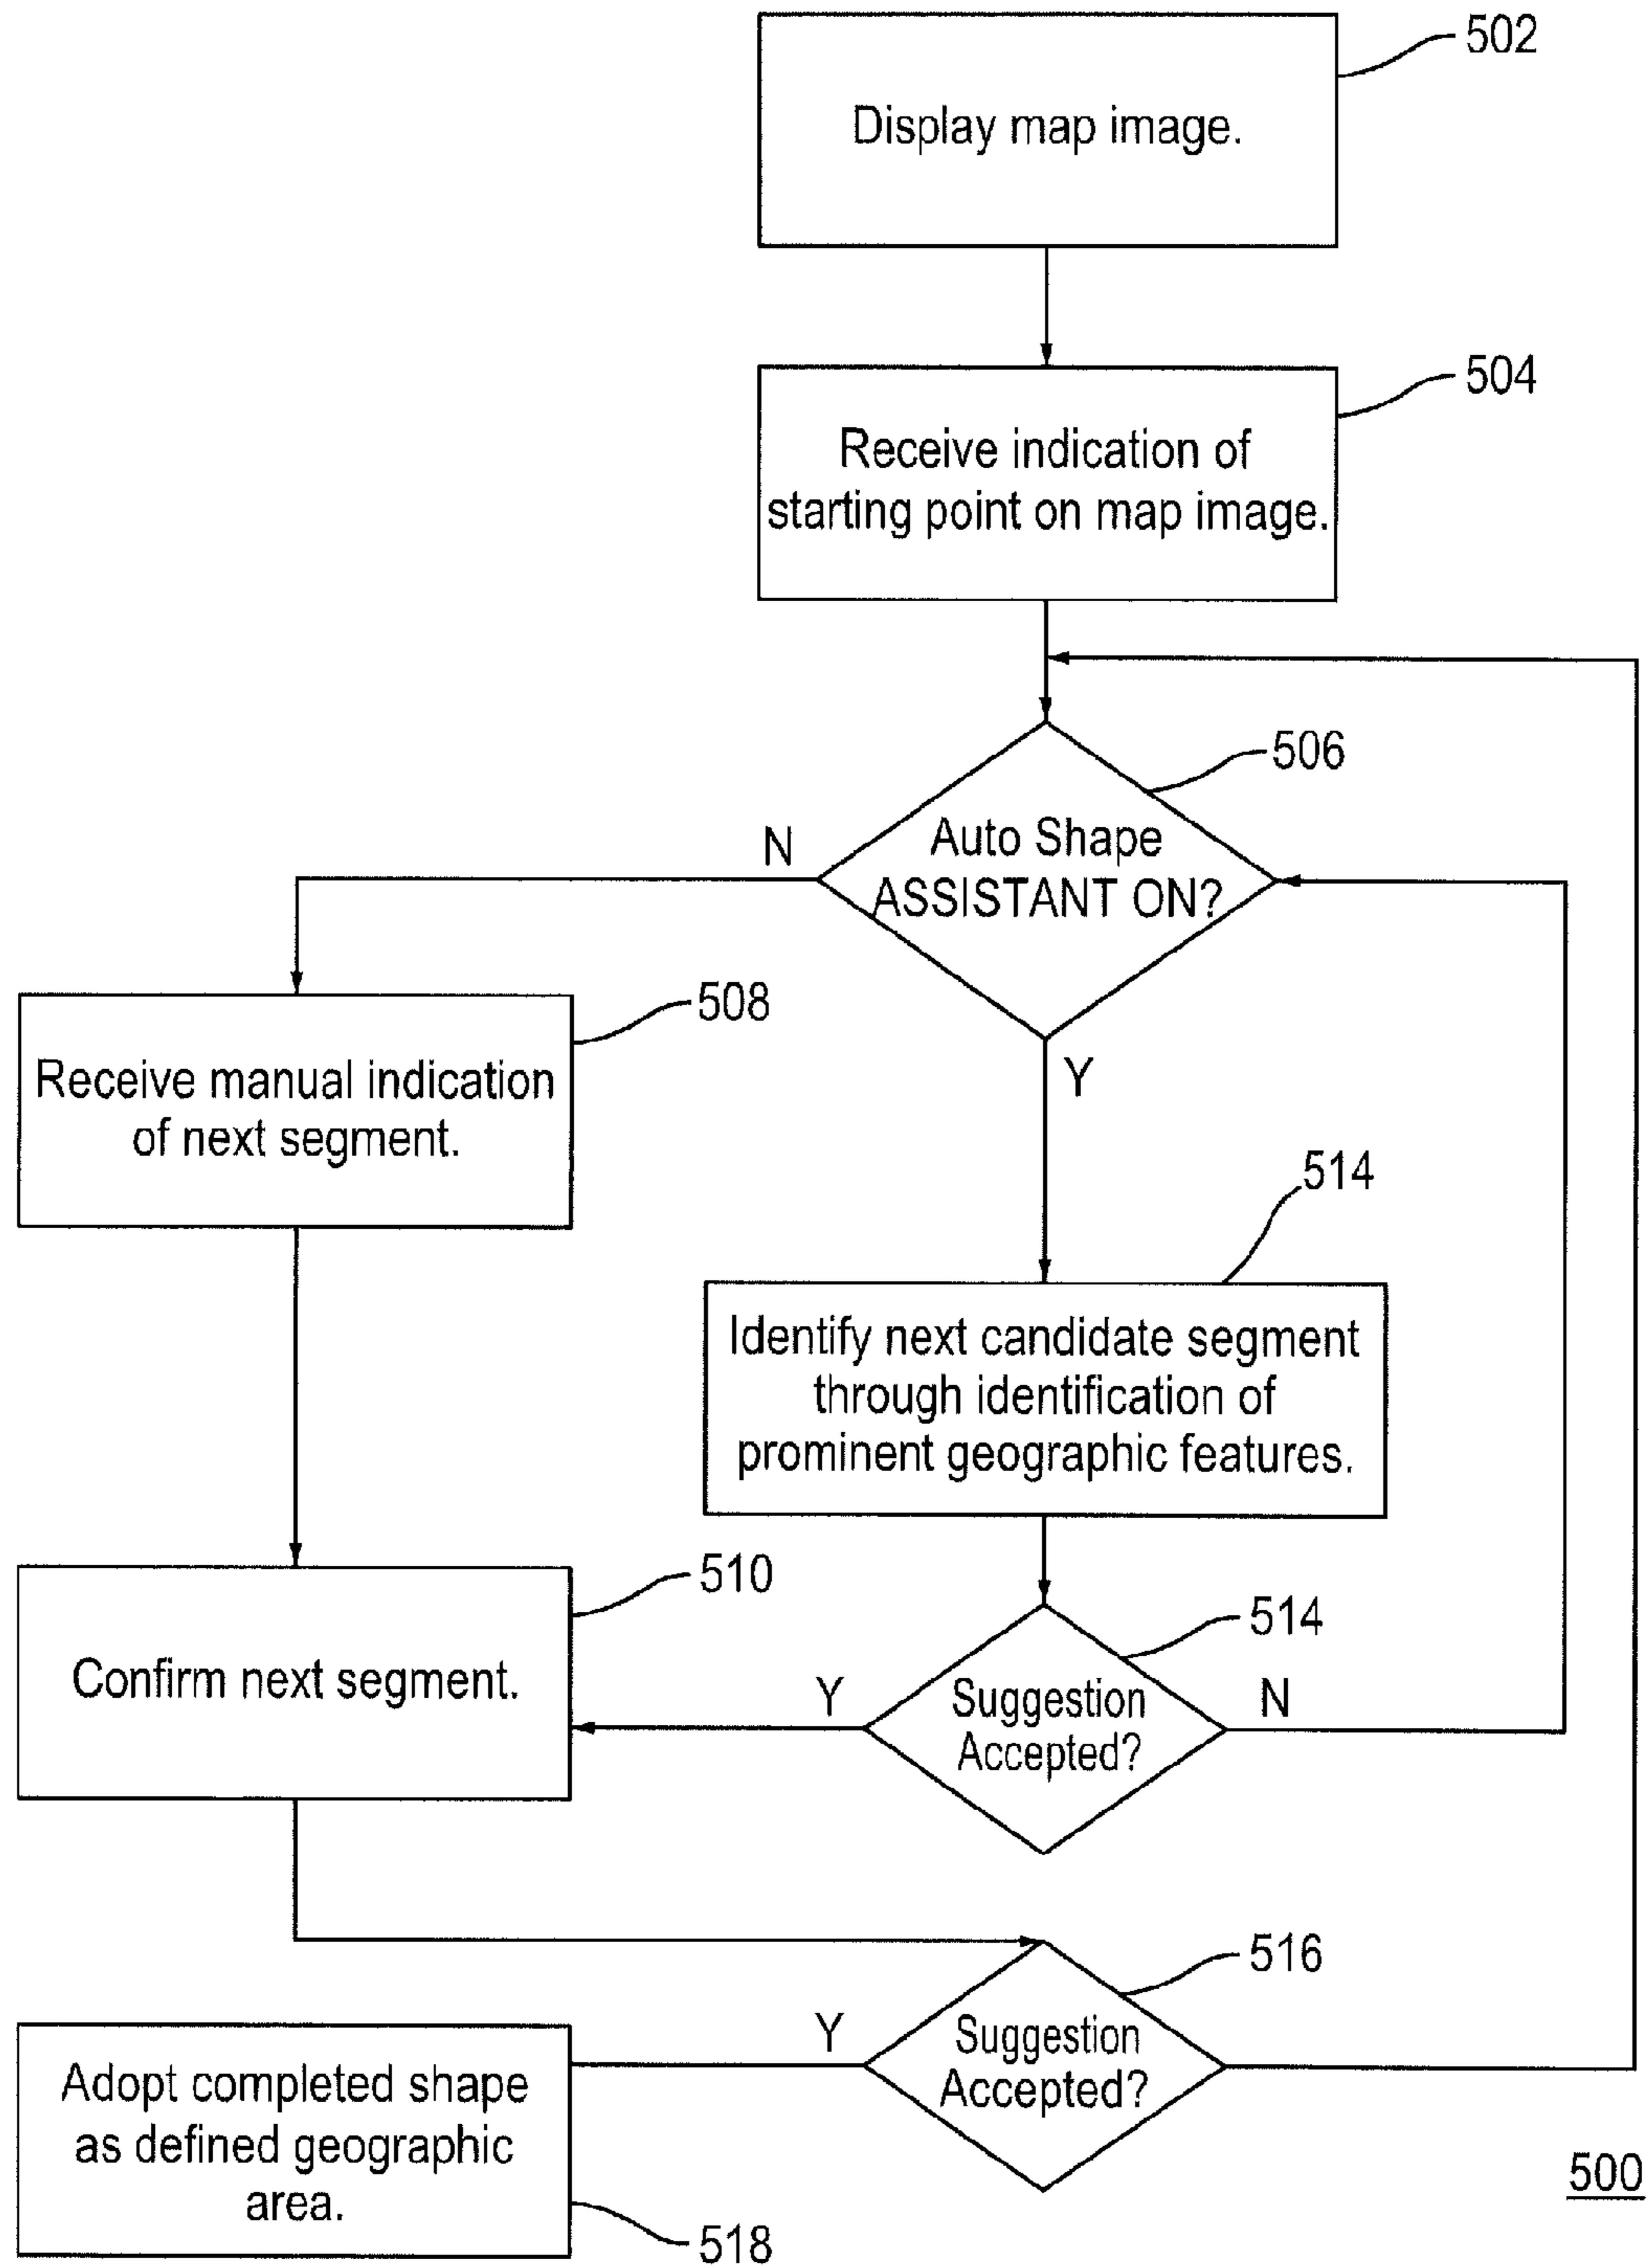 502
Display map image.
504
Receive indication of
starting point on map image.
506
Auto Shape
ASSISTANT ON?
N
Y
508
Receive manual indication
of next segment.
514
Identify next candidate segment
through identification of
prominent geographic features.
510
Confirm next segment.
514
Suggestion
Accepted?
Y
N
516
Suggestion
Accepted?
Y
Adopt completed shape
as defined geographic
area.
518
500